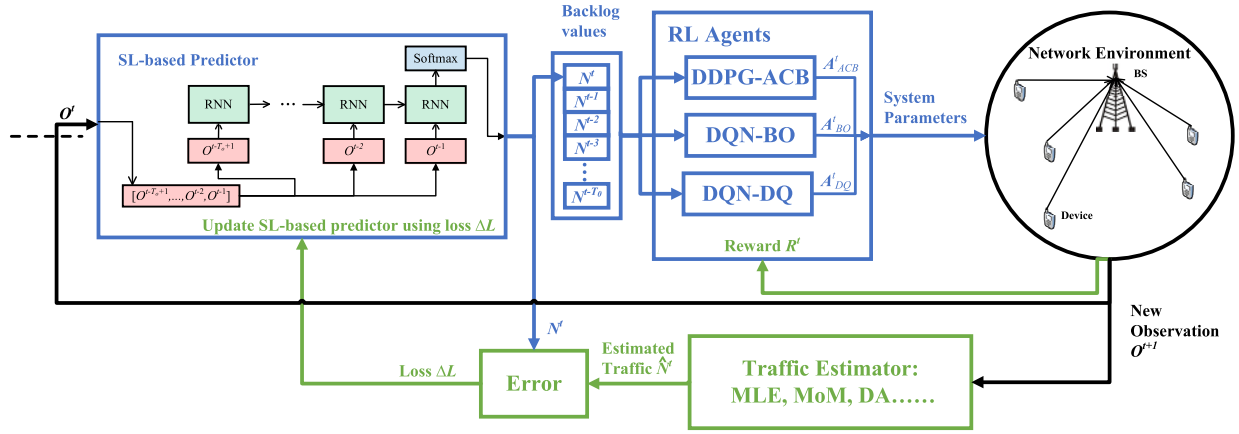 Backlog
values
SL-based Predictor
Softmax
RNN
...
RNN
RNN
O^{t-T_o+1}
O^{t-2}
O^{t-1}
[O^{t-T_o+1},...,O^{t-2},O^{t-1}]
Update SL-based predictor using loss ΔL
O^t
N^t
N^{t-1}
N^{t-2}
N^{t-3}
N^{t-T_0}
RL Agents
DDPG-ACB
DQN-BO
DQN-DQ
A^t_{ACB}
A^t_{BO}
A^t_{DQ}
Reward R^t
System
Parameters
Network Environment
BS
Device
New
Observation
O^{t+1}
Traffic Estimator:
MLE, MoM, DA……
Estimated
Traffic N̂^t
N^t
Error
Loss ΔL